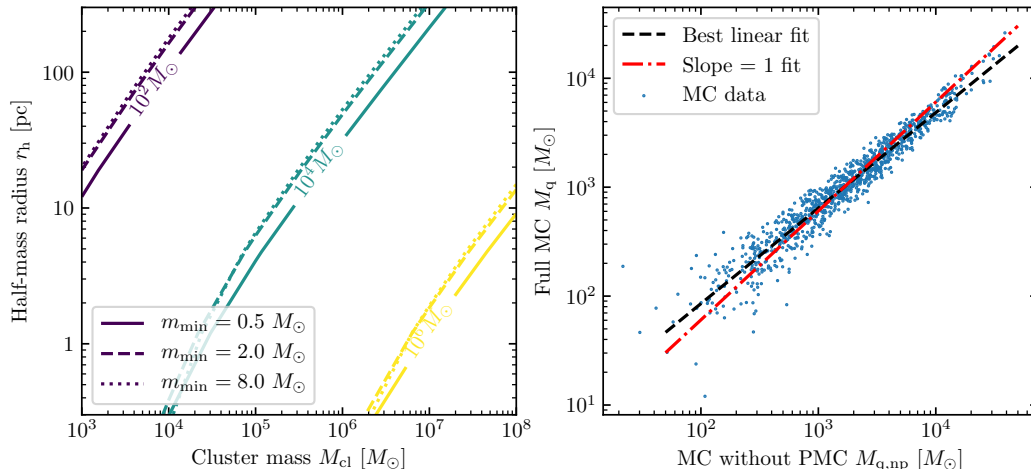 Half-mass radius r_h [pc]
100
10
1
10^2 M_⊙
10^4 M_⊙
10^6 M_⊙
m_min = 0.5 M_⊙
m_min = 2.0 M_⊙
m_min = 8.0 M_⊙
10^3 10^4 10^5 10^6 10^7 10^8
Cluster mass M_cl [M_⊙]
Full MC M_q [M_⊙]
10^4
10^3
10^2
10^1
Best linear fit
Slope = 1 fit
MC data
10^2 10^3 10^4
MC without PMC M_q,np [M_⊙]